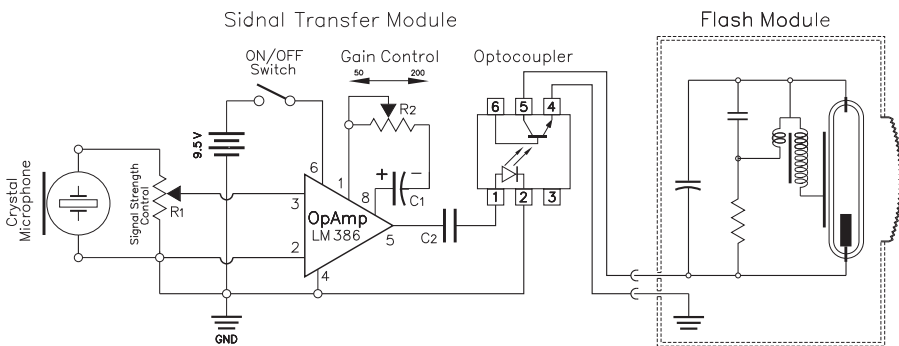 Sidnal Transfer Module
Flash Module
ON/OFF
Switch
Gain Control
50 200
Optocoupler
R2
6 5 4
9.5V
6
1
8
+ −
C1
Crystal
Microphone
Signal Strength
Control
R1
3
OpAmp
LM 386
2
5
4
C2
1 2 3
GND